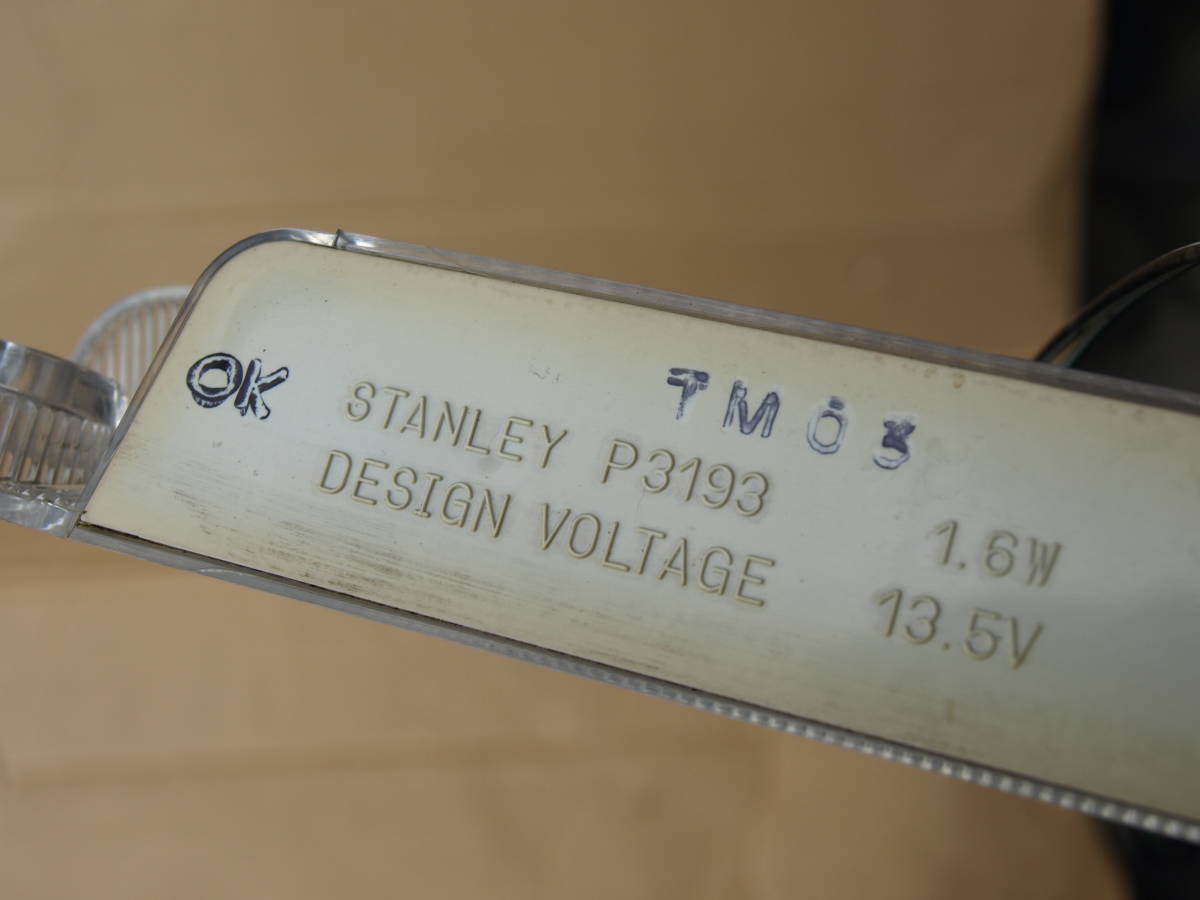 OK
TM03
STANLEY P3193 1.6W
DESIGN VOLTAGE 13.5V